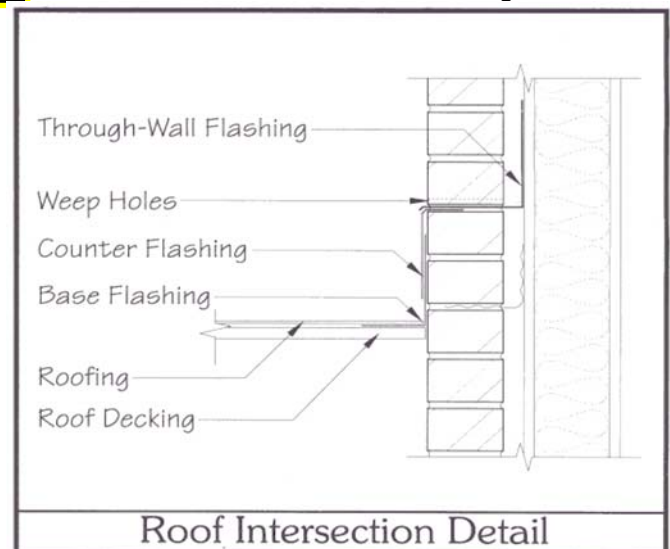 Through-Wall Flashing
Weep Holes
Counter Flashing
Base Flashing
Roofing
Roof Decking
Roof Intersection Detail